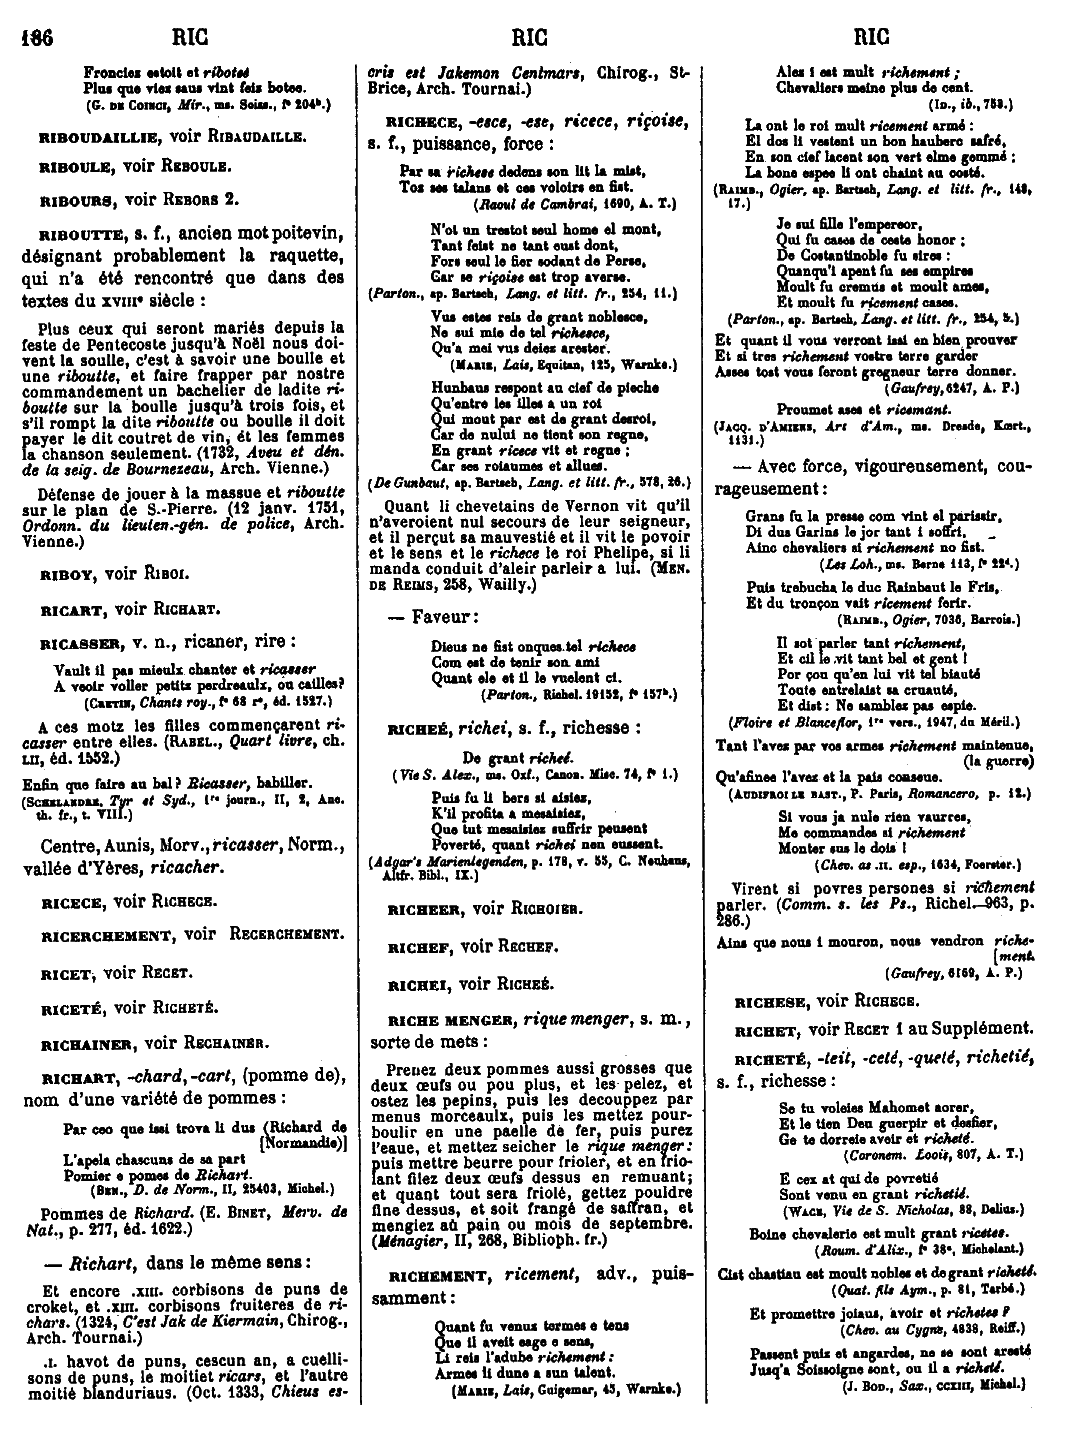 186 RIC RIC RIC
Froncies estoit et ribotes
Plus que viez saus vint feis botee.
(G. DE COINCI, Mir., ms. Soiss., f° 204ᵇ.)
RIBOUDAILLIE, voir RIBAUDAILLE.
RIBOULE, voir REBOULE.
RIBOURS, voir REBORS 2.
RIBOUTTE, s. f., ancien mot poitevin,
désignant probablement la raquette,
qui n'a été rencontré que dans des
textes du XVIIIᵉ siècle :
Plus ceux qui seront mariés depuis la
feste de Pentecoste jusqu'à Noël nous doi-
vent la soulle, c'est à savoir une boulle et
une riboutte, et faire frapper par nostre
commandement un bachelier de ladite ri-
boutte sur la boulle jusqu'à trois fois, et
s'il rompt la dite riboutte ou boulle il doit
payer le dit coutret de vin, ét les femmes
la chanson seulement. (1732, Aveu et dén.
de la seig. de Bournezeau, Arch. Vienne.)
Défense de jouer à la massue et riboutte
sur le plan de S.-Pierre. (12 janv. 1751,
Ordonn. du lieuten.-gén. de police, Arch.
Vienne.)
RIBOY, voir RIBOI.
RICART, voir RICHART.
RICASSER, v. n., ricaner, rire :
Vault il pas mieulx chanter et ricasser
A veoir voller petitz perdreaulx, ou cailles?
(CRETIN, Chants roy., f° 68 r°, éd. 1527.)
A ces motz les filles commençarent ri-
casser entre elles. (RABEL., Quart livre, ch.
LII, éd. 1552.)
Enfin que faire au bal? Ricasser, babiller.
(SCHELANDRE, Tyr et Syd., 1ʳᵉ journ., II, 2, Anc.
th. fr., t. VIII.)
Centre, Aunis, Morv., ricasser, Norm.,
vallée d'Yères, ricacher.
RICECE, voir RICHECE.
RICERCHEMENT, voir RECERCHEMENT.
RICET, voir RECET.
RICETÉ, voir RICHETÉ.
RICHAINER, voir RECHAINER.
RICHART, -chard, -cart, (pomme de),
nom d'une variété de pommes :
Par ceo que issi trova li dus (Richard de
[Normandie)]
L'apela chascuns de sa part
Pomier e pomes de Richart.
(BEN., D. de Norm., II, 25403, Michel.)
Pommes de Richard. (E. BINET, Merv. de
Nat., p. 277, éd. 1622.)
— Richart, dans le même sens :
Et encore .XIII. corbisons de puns de
croket, et .XIII. corbisons fruiteres de ri-
chars. (1324, C'est Jak de Kiermain, Chirog.,
Arch. Tournai.)
.I. havot de puns, cescun an, a cuelli-
sons de puns, le moitiet ricars, et l'autre
moitié blanduriaus. (Oct. 1333, Chieus es-
cris est Jakemon Centmars, Chirog., St-
Brice, Arch. Tournai.)
RICHECE, -esce, -ese, ricece, riçoise,
s. f., puissance, force :
Par sa richese dedens son lit la mist,
Toz ses talans et ces voloirs en fist.
(Raoul de Cambrai, 1690, A. T.)
N'ot un trestot seul home el mont,
Tant feist ne tant eust dont,
Fors seul le fier sodant de Perse,
Car se riçoise est trop averse.
(Parton., ap. Bartsch, Lang. et litt. fr., 254, 11.)
Vus estes reis de grant noblesce,
Ne sui mie de tel richesce,
Qu'a mei vus deiez arester.
(MARIE, Lais, Equitan, 125, Warnke.)
Hunbaus respont au cief de pieche
Qu'entre les illes a un roi
Qui mout par est de grant desroi,
Car de nului ne tient son regne,
En grant ricece vit et regne ;
Car ses roiaumes et allues.
(De Gunbaut, ap. Bartsch, Lang. et litt. fr., 578, 26.)
Quant li chevetains de Vernon vit qu'il
n'averoient nul secours de leur seigneur,
et il perçut sa mauvestié et il vit le povoir
et le sens et le richece le roi Phelipe, si li
manda conduit d'aleir parleir a lui. (MEN.
DE REIMS, 258, Wailly.)
— Faveur :
Dieus ne fist onques tel richece
Com est de tenir son ami
Quant ele et il le vuelent ci.
(Parton., Richel. 19152, f° 157ᵇ.)
RICHEÉ, richei, s. f., richesse :
De grant richeé.
(Vie S. Alex., ms. Oxf., Canon. Misc. 74, f° 1.)
Puis fu li bers si aisiez,
K'il profita a mesaisiez,
Que tut mesaisiez suffrir peusent
Poverté, quant richei nen eussent.
(Adgar's Marienlegenden, p. 178, v. 55, C. Neuhaus,
Altfr. Bibl., IX.)
RICHEER, voir RICHOIER.
RICHEF, voir RECHEF.
RICHEI, voir RICHEÉ.
RICHE MENGER, rique menger, s. m.,
sorte de mets :
Prenez deux pommes aussi grosses que
deux œufs ou pou plus, et les pelez, et
ostez les pepins, puis les decouppez par
menus morceaulx, puis les mettez pour-
boulir en une paelle de fer, puis purez
l'eaue, et mettez seicher le rique menger :
puis mettre beurre pour frioler, et en frio-
lant filez deux œufs dessus en remuant ;
et quant tout sera friolé, gettez pouldre
fine dessus, et soit frangé de saffran, et
mengiez aù pain ou mois de septembre.
(Ménagier, II, 268, Biblioph. fr.)
RICHEMENT, ricement, adv., puis-
samment :
Quant fu venuz termes e tens
Que il aveit eage e sens,
Li reis l'adube richement :
Armes li dune a sun talent.
(MARIE, Lais, Guigemar, 45, Warnke.)
Ales i est mult richement ;
Chevaliers meine plus de cent.
(ID., ib., 753.)
La ont le roi mult ricement armé :
El dos li vestent un bon hauberc safré,
En son cief lacent son vert elme gemmé ;
La bone espee li ont chaint au costé.
(RAIMB., Ogier, ap. Bartsch, Lang. et litt. fr., 148,
17.)
Je sui fille l'empereor,
Qui fu cases de ceste honor ;
De Costantinoble fu sires :
Quanqu'i apent fu ses empires
Moult fu cremus et moult ames,
Et moult fu ricement cases.
(Parton., ap. Bartsch, Lang. et litt. fr., 254, 3.)
Et quant il vous verront issi en bien prouver
Et si tres richement vostre terre garder
Asses tost vous feront gregneur terre donner.
(Gaufrey, 6247, A. P.)
Proumet ases et ricemant.
(JACQ. D'AMIENS, Art d'Am., ms. Dresde, Kœrt.,
1131.)
— Avec force, vigoureusement, cou-
rageusement :
Grans fu la presse com vint el parissir,
Di dus Garins le jor tant i soffri,
Ainc chevaliers si richement no fist.
(Les Loh., ms. Berne 113, f° 22ᵈ.)
Puis trebucha le duc Rainbaut le Fris,
Et du tronçon vait ricement ferir.
(RAIMB., Ogier, 7036, Barrois.)
Il sot parler tant richement,
Et cil le vit tant bel et gent !
Por çou qu'en lui vit tel biauté
Toute entrelaist sa cruauté,
Et dist : Ne samblez pas espie.
(Floire et Blanceflor, 1ʳᵉ vers., 1947, du Méril.)
Tant l'avez par vos armes richement maintenue,
(la guerre)
Qu'afinee l'avez et la pais conseue.
(AUDIFROI LE BAST., P. Paris, Romancero, p. 12.)
Si vous ja nule rien vaurres,
Me commandes si richement
Monter sus le dois !
(Chev. as .II. esp., 1634, Foerster.)
Virent si povres persones si richement
parler. (Comm. s. les Ps., Richel. 963, p.
286.)
Ains que nous i mouron, nous vendron riche-
[ment.
(Gaufrey, 6169, A. P.)
RICHESE, voir RICHECE.
RICHET, voir RECET 1 au Supplément.
RICHETÉ, -teit, -ceté, -queté, richetié,
s. f., richesse :
Se tu voleies Mahomet aorer,
Et le tien Deu guerpir et desfier,
Ge te dorreie aveir et richeté.
(Coronem. Looïs, 807, A. T.)
E cez at qui de povretié
Sont venu en grant richetié.
(WACE, Vie de S. Nicholas, 88, Delius.)
Boine chevalerie est mult grant ricetes.
(Roum. d'Alix., f° 38ᵃ, Michelant.)
Cist chastiau est moult nobles et de grant richeté.
(Quat. fils Aym., p. 81, Tarbé.)
Et promettre joiaus, avoir et richetes ?
(Chev. au Cygne, 4838, Reiff.)
Passent puiz et angardes, ne se sont aresté
Jusq'a Soissoigne sont, ou il a richeté.
(J. BOD., Sax., CCXIII, Michel.)